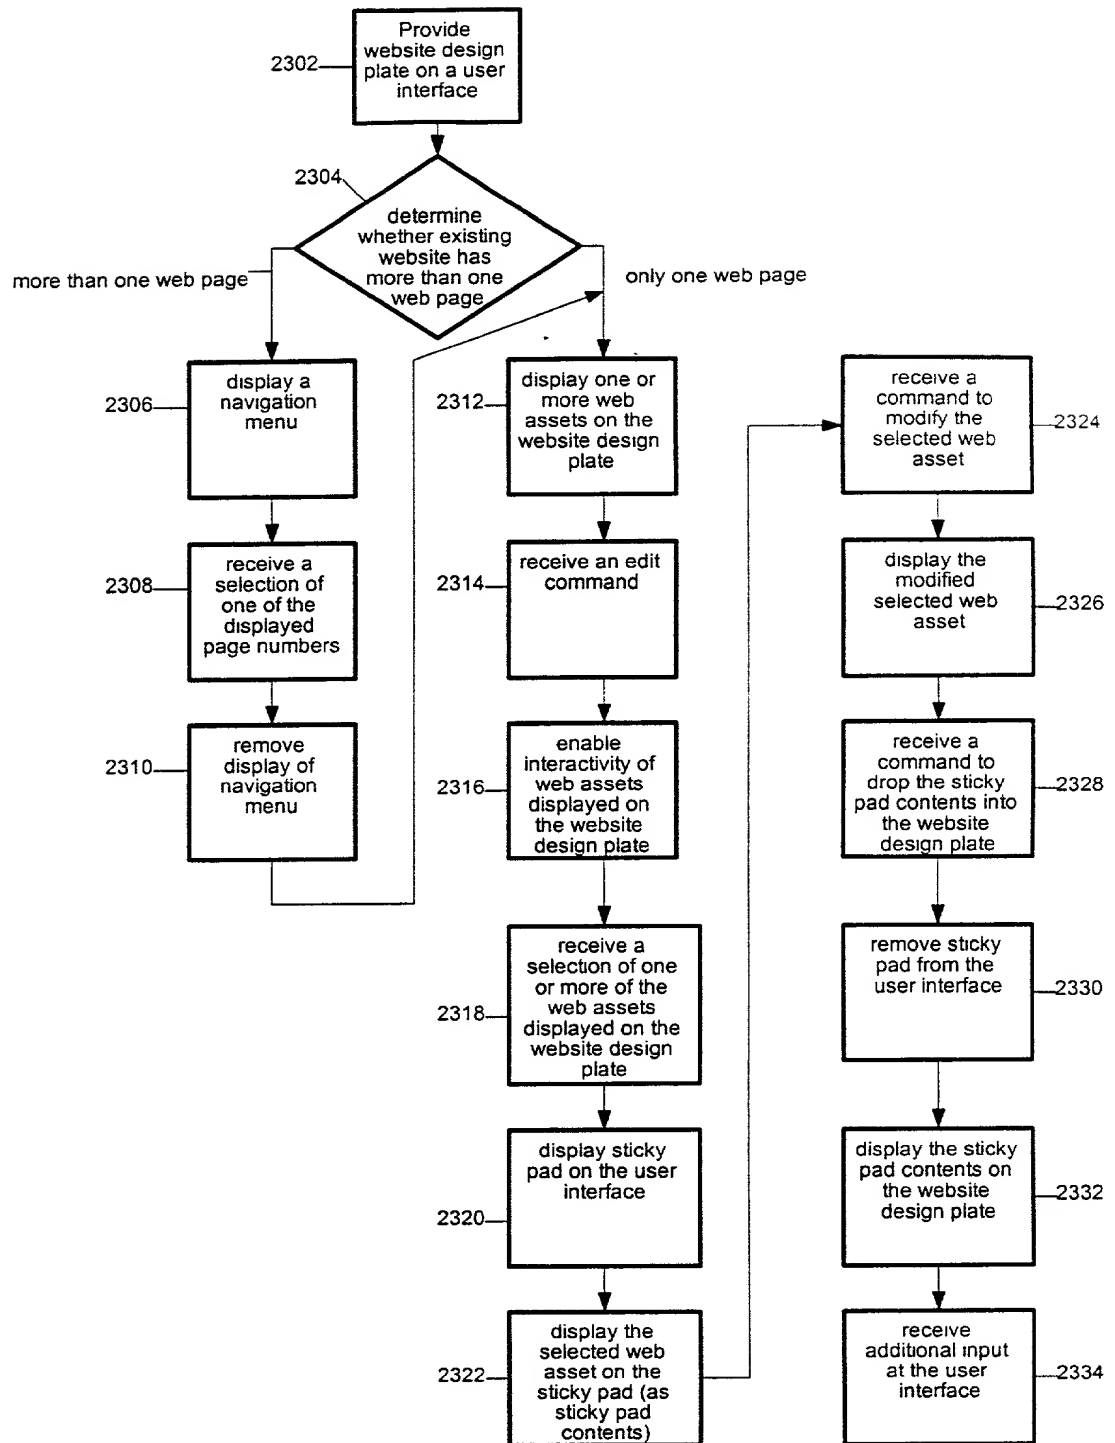 Provide
website design
plate on a user
interface
2302
2304
determine
whether existing
website has
more than one
web page
more than one web page
only one web page
2306
display a
navigation
menu
2308
receive a
selection of
one of the
displayed
page numbers
2310
remove
display of
navigation
menu
2312
display one or
more web
assets on the
website design
plate
2314
receive an edit
command
2316
enable
interactivity of
web assets
displayed on
the website
design plate
2318
receive a
selection of one
or more of the
web assets
displayed on the
website design
plate
2320
display sticky
pad on the user
interface
2322
display the
selected web
asset on the
sticky pad (as
sticky pad
contents)
receive a
command to
modify the
selected web
asset
2324
display the
modified
selected web
asset
2326
receive a
command to
drop the sticky
pad contents into
the website
design plate
2328
remove sticky
pad from the
user interface
2330
display the sticky
pad contents on
the website
design plate
2332
receive
additional input
at the user
interface
2334